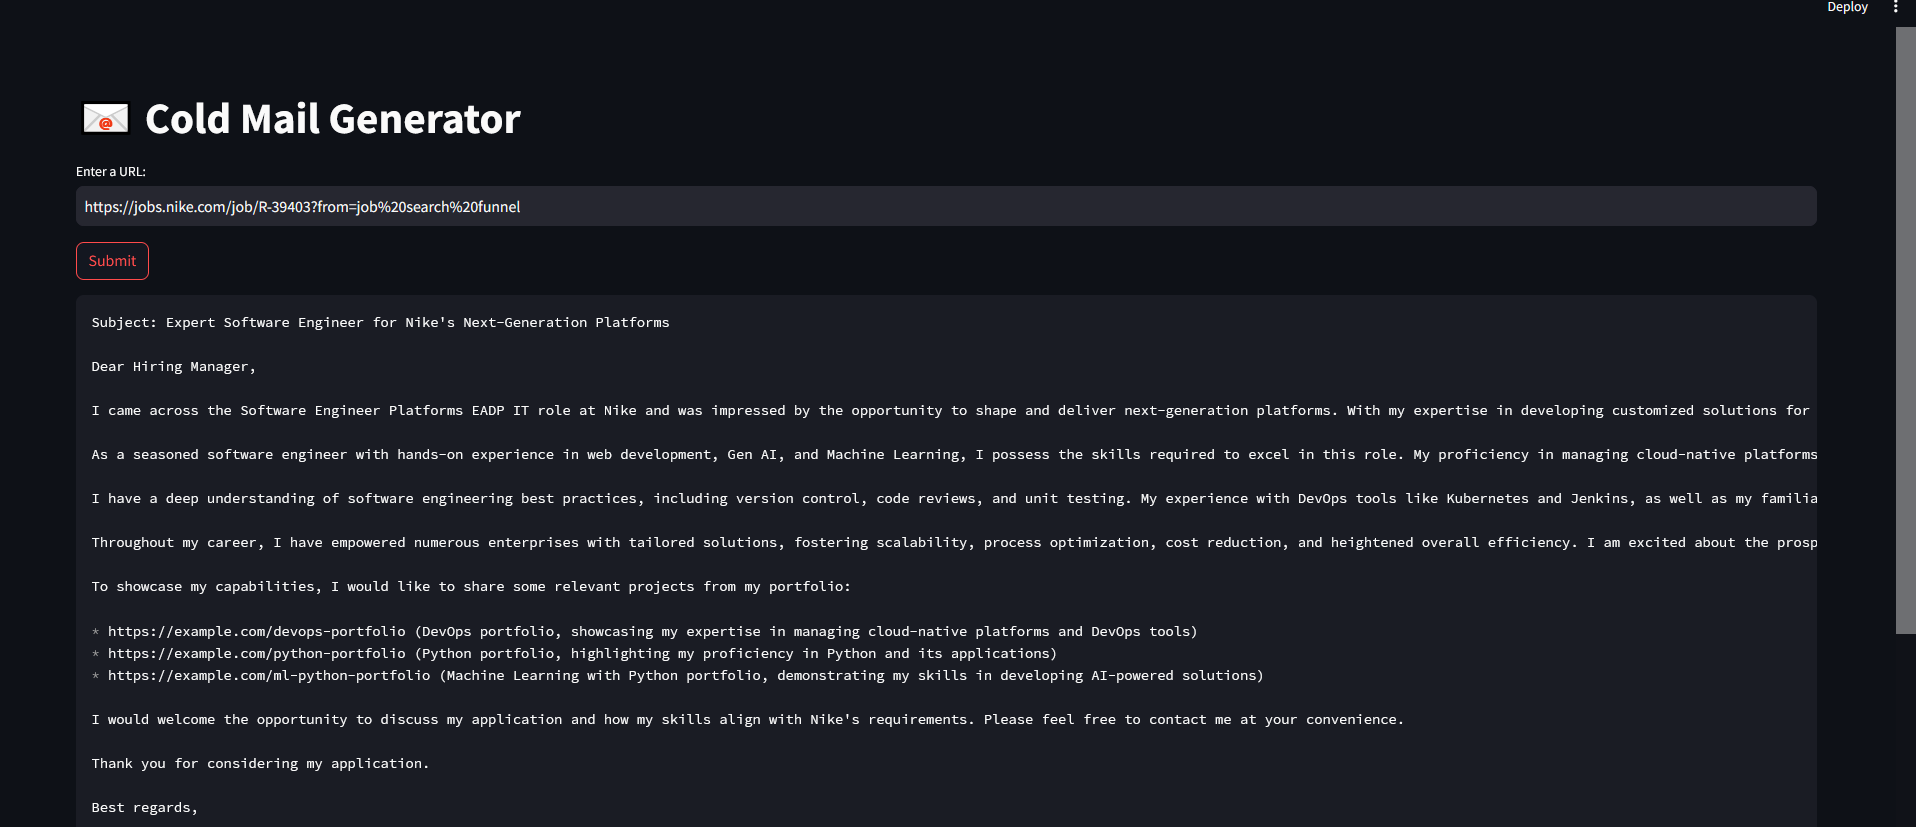 Deploy
Cold Mail Generator
Enter a URL:
https://jobs.nike.com/job/R-39403?from=job%20search%20funnel
Submit
Subject: Expert Software Engineer for Nike's Next-Generation Platforms
Dear Hiring Manager,
I came across the Software Engineer Platforms EADP IT role at Nike and was impressed by the opportunity to shape and deliver next-generation platforms. With my expertise in developing customized solutions for
As a seasoned software engineer with hands-on experience in web development, Gen AI, and Machine Learning, I possess the skills required to excel in this role. My proficiency in managing cloud-native platforms
I have a deep understanding of software engineering best practices, including version control, code reviews, and unit testing. My experience with DevOps tools like Kubernetes and Jenkins, as well as my familia
Throughout my career, I have empowered numerous enterprises with tailored solutions, fostering scalability, process optimization, cost reduction, and heightened overall efficiency. I am excited about the prosp
To showcase my capabilities, I would like to share some relevant projects from my portfolio:
* https://example.com/devops-portfolio (DevOps portfolio, showcasing my expertise in managing cloud-native platforms and DevOps tools)
* https://example.com/python-portfolio (Python portfolio, highlighting my proficiency in Python and its applications)
* https://example.com/ml-python-portfolio (Machine Learning with Python portfolio, demonstrating my skills in developing AI-powered solutions)
I would welcome the opportunity to discuss my application and how my skills align with Nike's requirements. Please feel free to contact me at your convenience.
Thank you for considering my application.
Best regards,